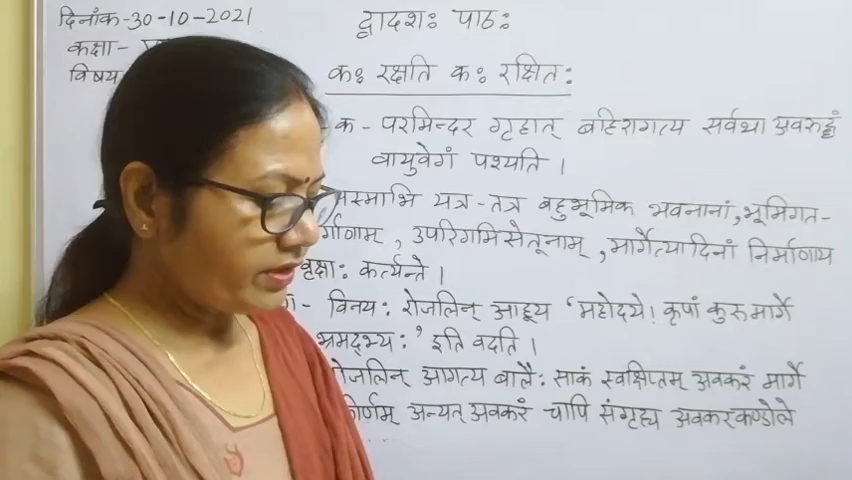 दिनांक-30-10-2021
द्वादशः पाठः
कक्षा-
विषय
कः रक्षति कः रक्षितः
क - परमिन्दर गृहात् बहिरागत्य सर्वथा अवरुद्धं
वायुवेगं पश्यति ।
यत्र-तत्र बहुभूमिक भवनानां, भूमिगत-
उपरिगमिसेतूनाम्, मार्गेत्यादिनां निर्माणाय
वृक्षाः कर्त्यन्ते ।
- विनयः रोजलिन् आहूय 'महोदये! कृपां कुरु मार्गे
भ्रमद्भ्यः' इति वदति ।
रोजलिन् आगत्य बालैः साकं स्वक्षिप्तम् अवकरं मार्गे
अन्यत् अवकरं चापि संगृह्य अवकरकण्डोले